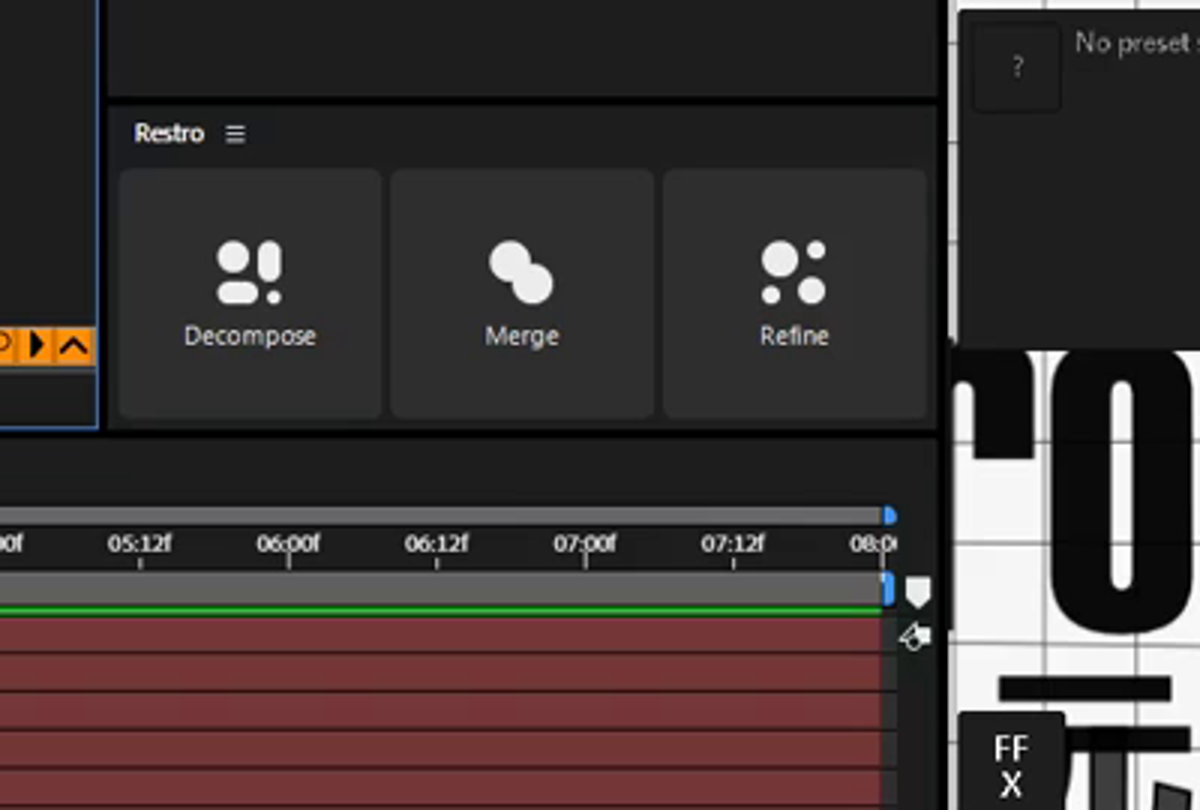 No preset
?
Restro
Decompose
Merge
Refine
05:12f
06:00f
06:12f
07:00f
07:12f
FF
X